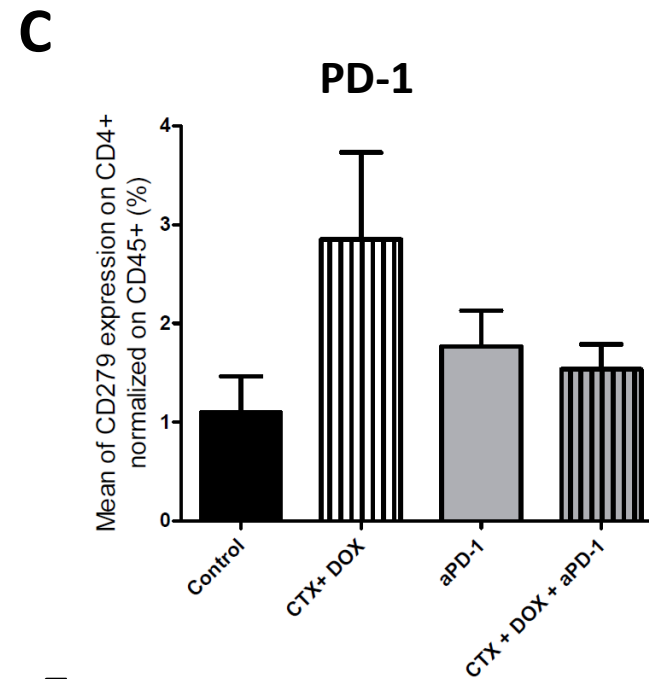 C
PD-1
Mean of CD279 expression on CD4+
normalized on CD45+ (%)
4
3
2
1
0
Control
CTX+ DOX
aPD-1
CTX + DOX + aPD-1